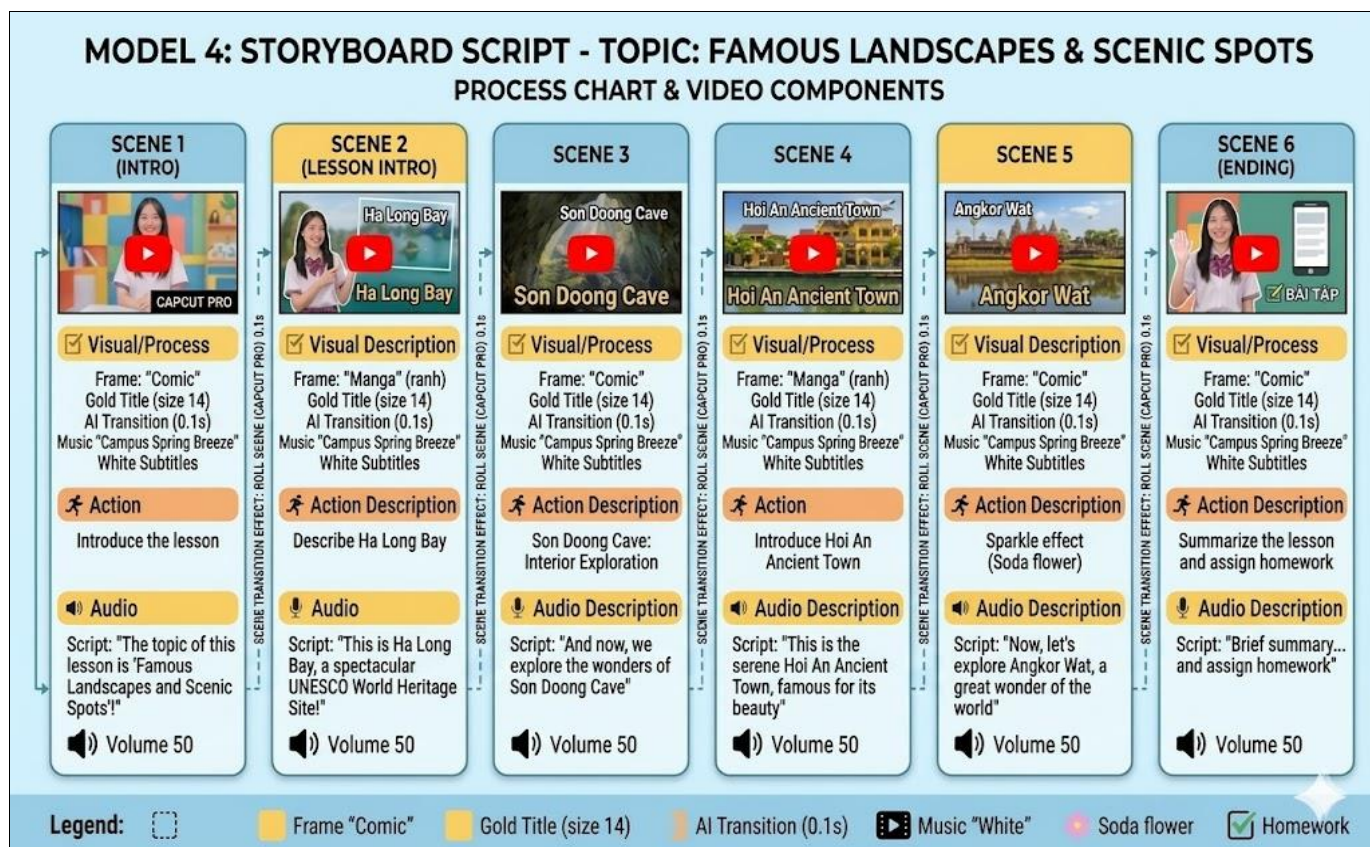 MODEL 4: STORYBOARD SCRIPT - TOPIC: FAMOUS LANDSCAPES & SCENIC SPOTS
PROCESS CHART & VIDEO COMPONENTS
SCENE 1
(INTRO)
CAPCUT PRO
Visual/Process
Frame: "Comic"
Gold Title (size 14)
AI Transition (0.1s)
Music "Campus Spring Breeze"
White Subtitles
Action
Introduce the lesson
Audio
Script: "The topic of this
lesson is 'Famous
Landscapes and Scenic
Spots'!"
Volume 50
SCENE TRANSITION EFFECT: ROLL SCENE (CAPCUT PRO) 0.1s
SCENE 2
(LESSON INTRO)
Ha Long Bay
Ha Long Bay
Visual Description
Frame: "Manga" (ranh)
Gold Title (size 14)
AI Transition (0.1s)
Music "Campus Spring Breeze"
White Subtitles
Action Description
Describe Ha Long Bay
Audio
Script: "This is Ha Long
Bay, a spectacular
UNESCO World Heritage
Site!"
Volume 50
SCENE TRANSITION EFFECT: ROLL SCENE (CAPCUT PRO) 0.1s
SCENE 3
Son Doong Cave
Son Doong Cave
Visual/Process
Frame: "Comic"
Gold Title (size 14)
AI Transition (0.1s)
Music "Campus Spring Breeze"
White Subtitles
Action Description
Son Doong Cave:
Interior Exploration
Audio Description
Script: "And now, we
explore the wonders of
Son Doong Cave"
Volume 50
SCENE TRANSITION EFFECT: ROLL SCENE (CAPCUT PRO) 0.1s
SCENE 4
Hoi An Ancient Town
Hoi An Ancient Town
Visual/Process
Frame: "Manga" (ranh)
Gold Title (size 14)
AI Transition (0.1s)
Music "Campus Spring Breeze"
White Subtitles
Action
Introduce Hoi An
Ancient Town
Audio Description
Script: "This is the
serene Hoi An Ancient
Town, famous for its
beauty"
Volume 50
SCENE TRANSITION EFFECT: ROLL SCENE (CAPCUT PRO) 0.1s
SCENE 5
Angkor Wat
Angkor Wat
Visual Description
Frame: "Comic"
Gold Title (size 14)
AI Transition (0.1s)
Music "Campus Spring Breeze"
White Subtitles
Action Description
Sparkle effect
(Soda flower)
Audio Description
Script: "Now, let's
explore Angkor Wat, a
great wonder of the
world"
Volume 50
SCENE TRANSITION EFFECT: ROLL SCENE (CAPCUT PRO) 0.1s
SCENE 6
(ENDING)
BÀI TẬP
Visual/Process
Frame: "Comic"
Gold Title (size 14)
AI Transition (0.1s)
Music "Campus Spring Breeze"
White Subtitles
Action Description
Summarize the lesson
and assign homework
Audio Description
Script: "Brief summary...
and assign homework"
Volume 50
Legend:
Frame "Comic"
Gold Title (size 14)
AI Transition (0.1s)
Music "White"
Soda flower
Homework